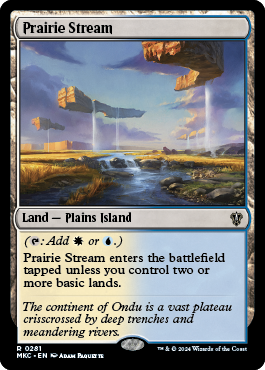 Prairie Stream
Land — Plains Island
(: Add or .)
Prairie Stream enters the battlefield
tapped unless you control two or
more basic lands.
The continent of Ondu is a vast plateau
crisscrossed by deep trenches and
meandering rivers.
R 0281
MKC • EN Adam Paquette
™ & © 2024 Wizards of the Coast